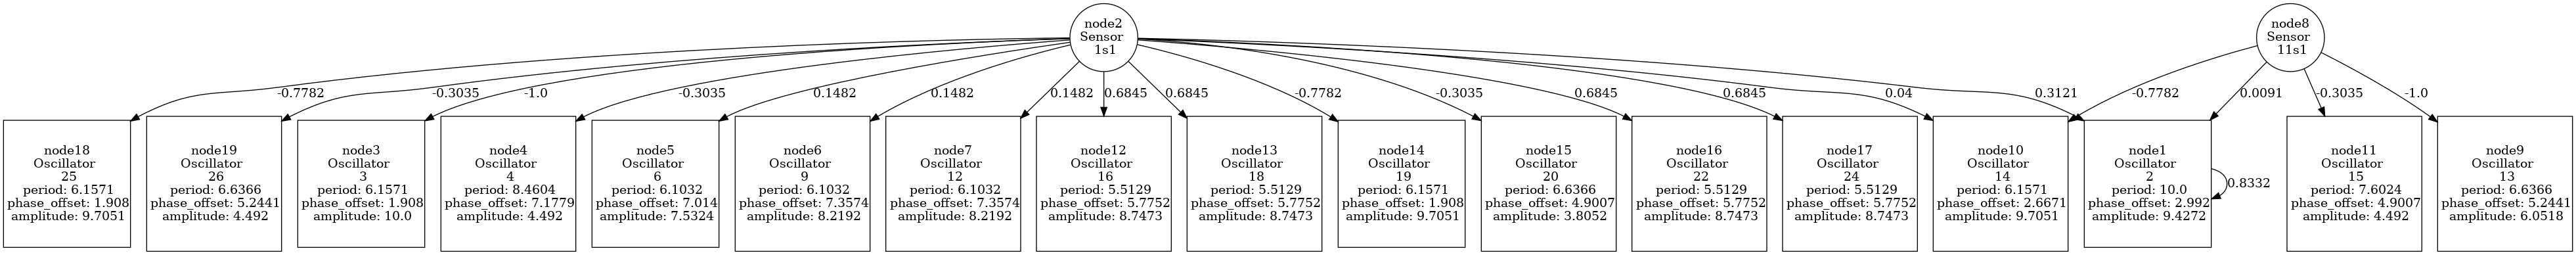 node2
Sensor
1s1
node8
Sensor
11s1
-0.7782
-0.3035
-1.0
-0.3035
0.1482
0.1482
0.1482
0.6845
0.6845
-0.7782
-0.3035
0.6845
0.6845
0.04
0.3121
-0.7782
0.0091
-0.3035
-1.0
node18
Oscillator
25
period: 6.1571
phase_offset: 1.908
amplitude: 9.7051
node19
Oscillator
26
period: 6.6366
phase_offset: 5.2441
amplitude: 4.492
node3
Oscillator
3
period: 6.1571
phase_offset: 1.908
amplitude: 10.0
node4
Oscillator
4
period: 8.4604
phase_offset: 7.1779
amplitude: 4.492
node5
Oscillator
6
period: 6.1032
phase_offset: 7.014
amplitude: 7.5324
node6
Oscillator
9
period: 6.1032
phase_offset: 7.3574
amplitude: 8.2192
node7
Oscillator
12
period: 6.1032
phase_offset: 7.3574
amplitude: 8.2192
node12
Oscillator
16
period: 5.5129
phase_offset: 5.7752
amplitude: 8.7473
node13
Oscillator
18
period: 5.5129
phase_offset: 5.7752
amplitude: 8.7473
node14
Oscillator
19
period: 6.1571
phase_offset: 1.908
amplitude: 9.7051
node15
Oscillator
20
period: 6.6366
phase_offset: 4.9007
amplitude: 3.8052
node16
Oscillator
22
period: 5.5129
phase_offset: 5.7752
amplitude: 8.7473
node17
Oscillator
24
period: 5.5129
phase_offset: 5.7752
amplitude: 8.7473
node10
Oscillator
14
period: 6.1571
phase_offset: 2.6671
amplitude: 9.7051
node1
Oscillator
2
period: 10.0
phase_offset: 2.992
amplitude: 9.4272
0.8332
node11
Oscillator
15
period: 7.6024
phase_offset: 4.9007
amplitude: 4.492
node9
Oscillator
13
period: 6.6366
phase_offset: 5.2441
amplitude: 6.0518